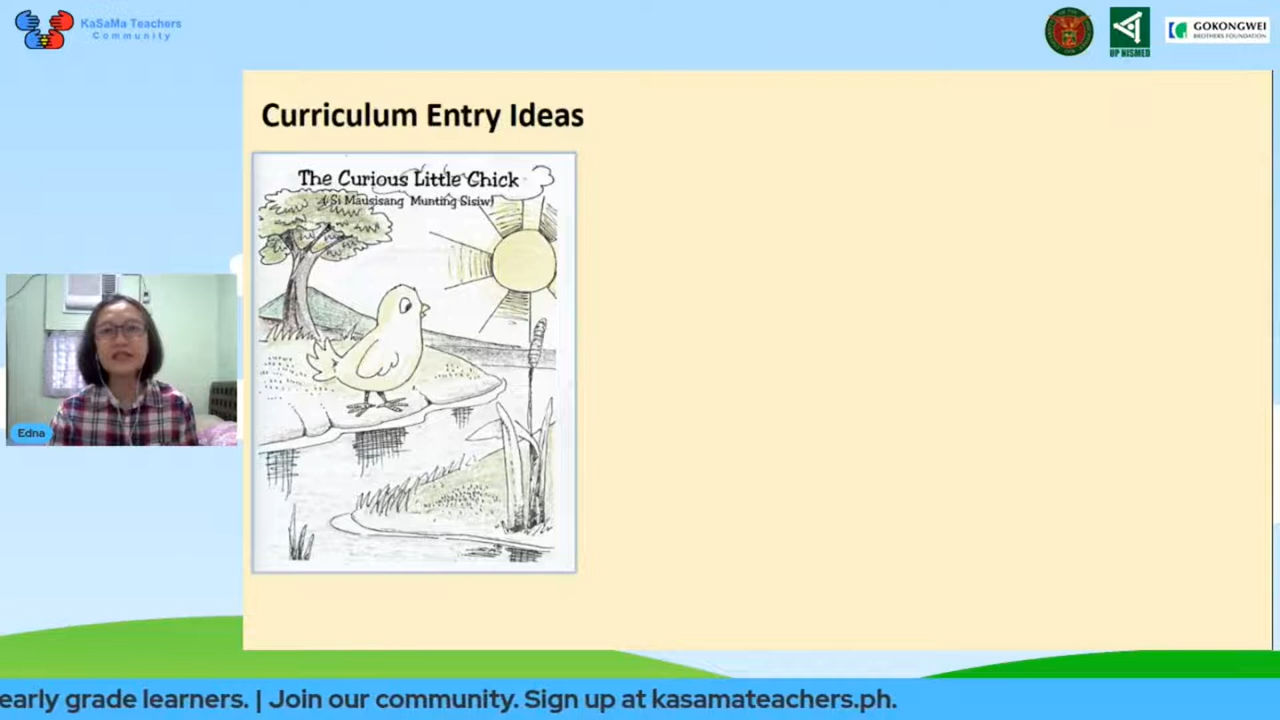 KaSaMa Teachers
Community
UP NISMED
GOKONGWEI
BROTHERS FOUNDATION
Curriculum Entry Ideas
The Curious Little Chick
(Si Mausisang Munting Sisiw)
Edna
early grade learners. | Join our community. Sign up at kasamateachers.ph.